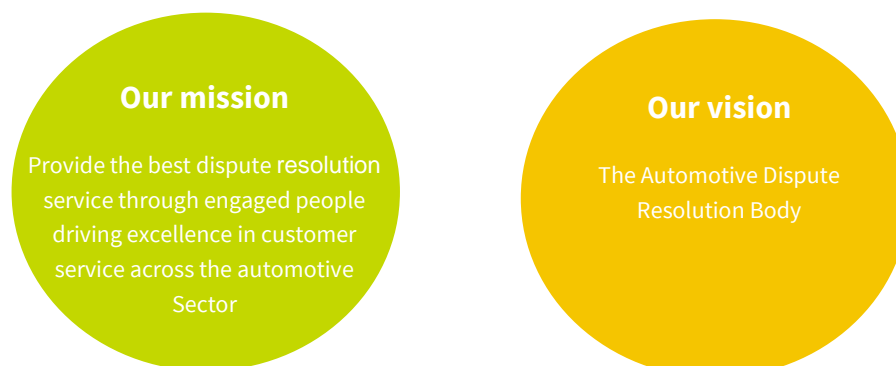 Our mission
Provide the best dispute resolution
service through engaged people
driving excellence in customer
service across the automotive
Sector
Our vision
The Automotive Dispute
Resolution Body